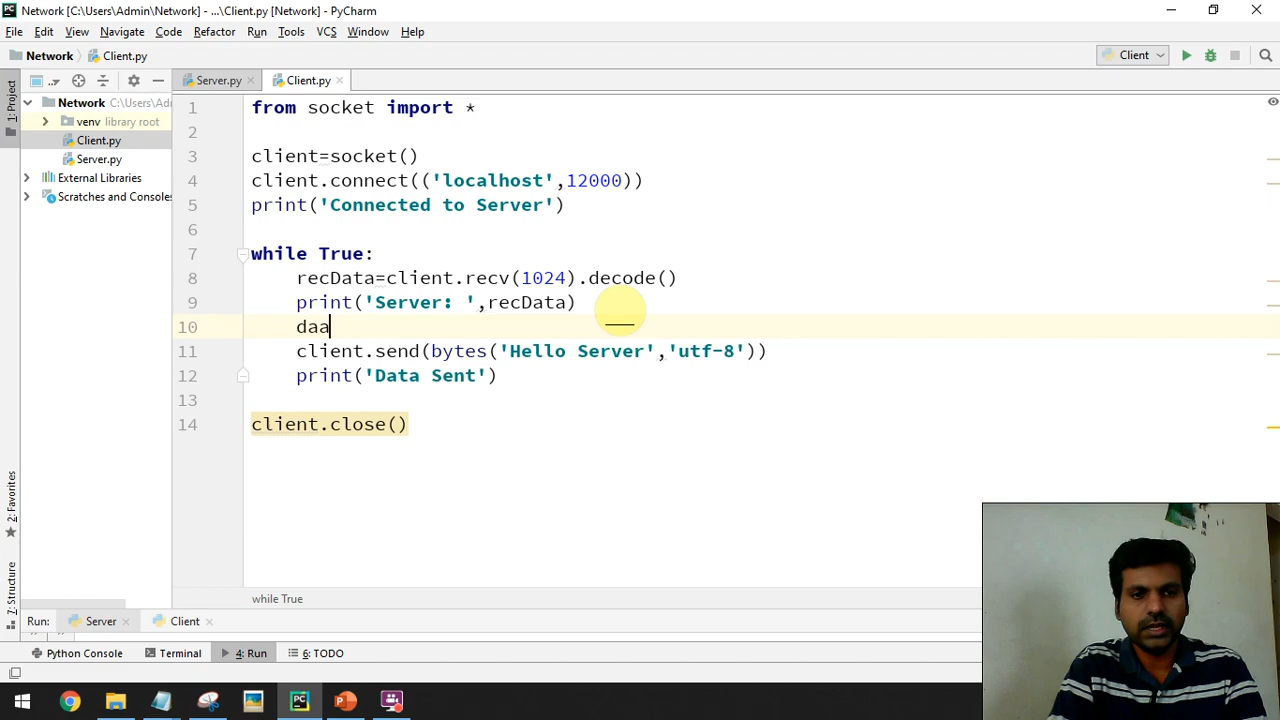 Network [C:\Users\Admin\Network] - ...\Client.py [Network] - PyCharm
File Edit View Navigate Code Refactor Run Tools VCS Window Help
Network Client.py Client
Server.py Client.py
1: Project
Network C:\Users\Ad
venv library root
Client.py
Server.py
External Libraries
Scratches and Consoles
1 from socket import *
2
3 client=socket()
4 client.connect(('localhost',12000))
5 print('Connected to Server')
6
7 while True:
8 recData=client.recv(1024).decode()
9 print('Server: ',recData)
10 daa
11 client.send(bytes('Hello Server','utf-8'))
12 print('Data Sent')
13
14 client.close()
2: Favorites
7: Structure
while True
Run: Server Client
Python Console Terminal 4: Run 6: TODO